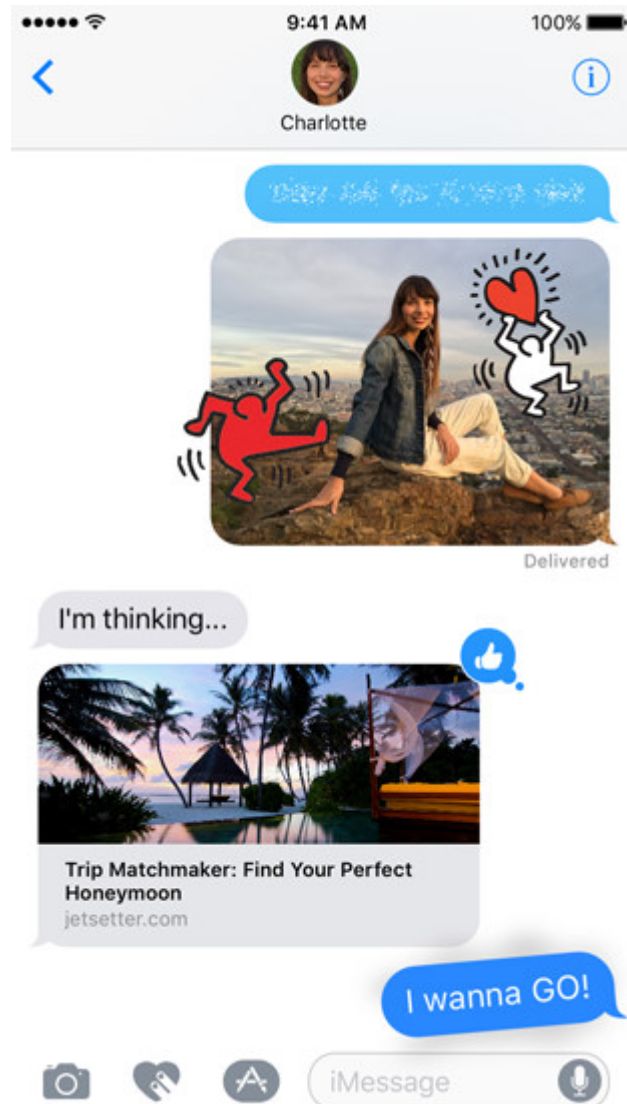 9:41 AM
100%
Charlotte
Delivered
I'm thinking...
Trip Matchmaker: Find Your Perfect
Honeymoon
jetsetter.com
I wanna GO!
iMessage